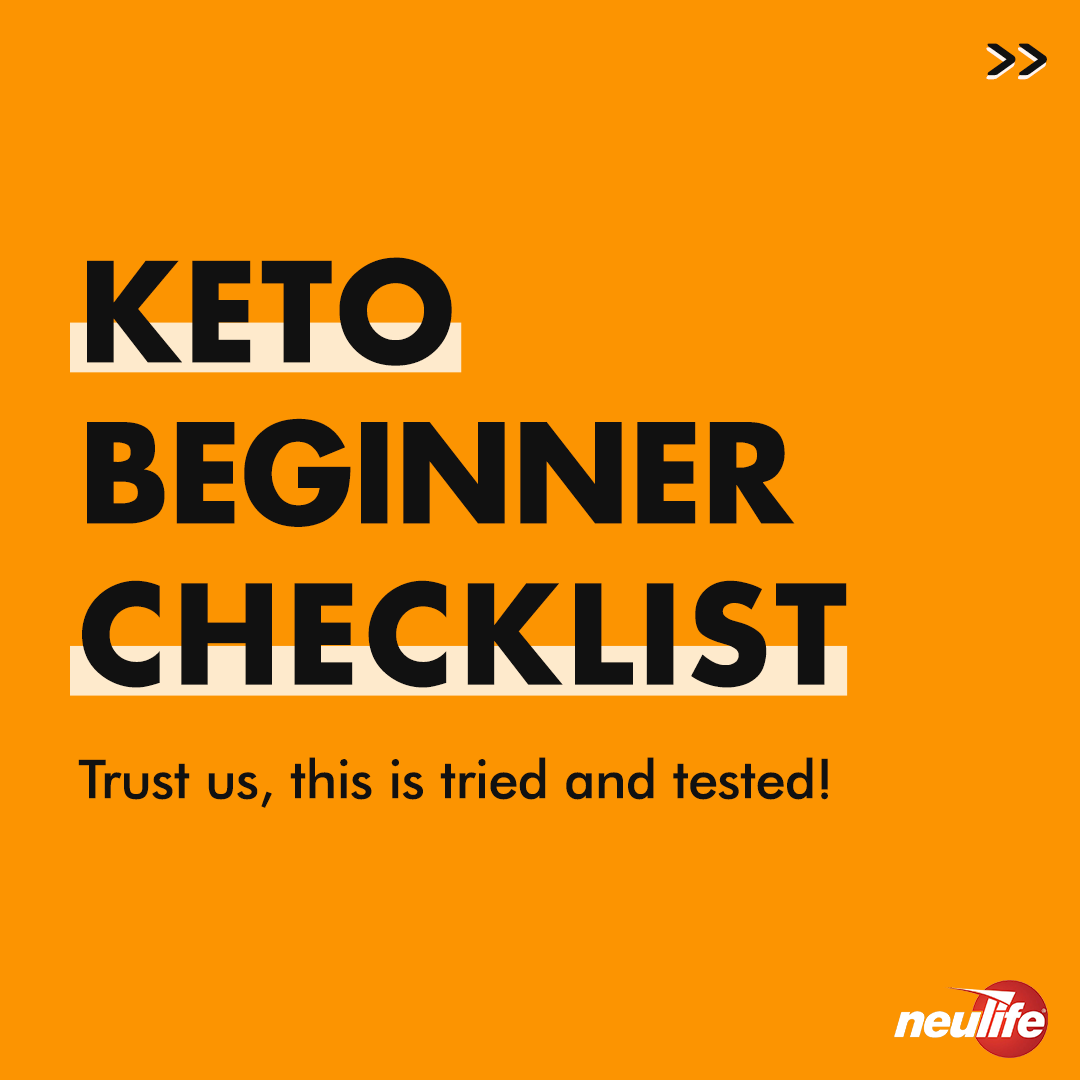 >>
KETO
BEGINNER
CHECKLIST
Trust us, this is tried and tested!
neulife